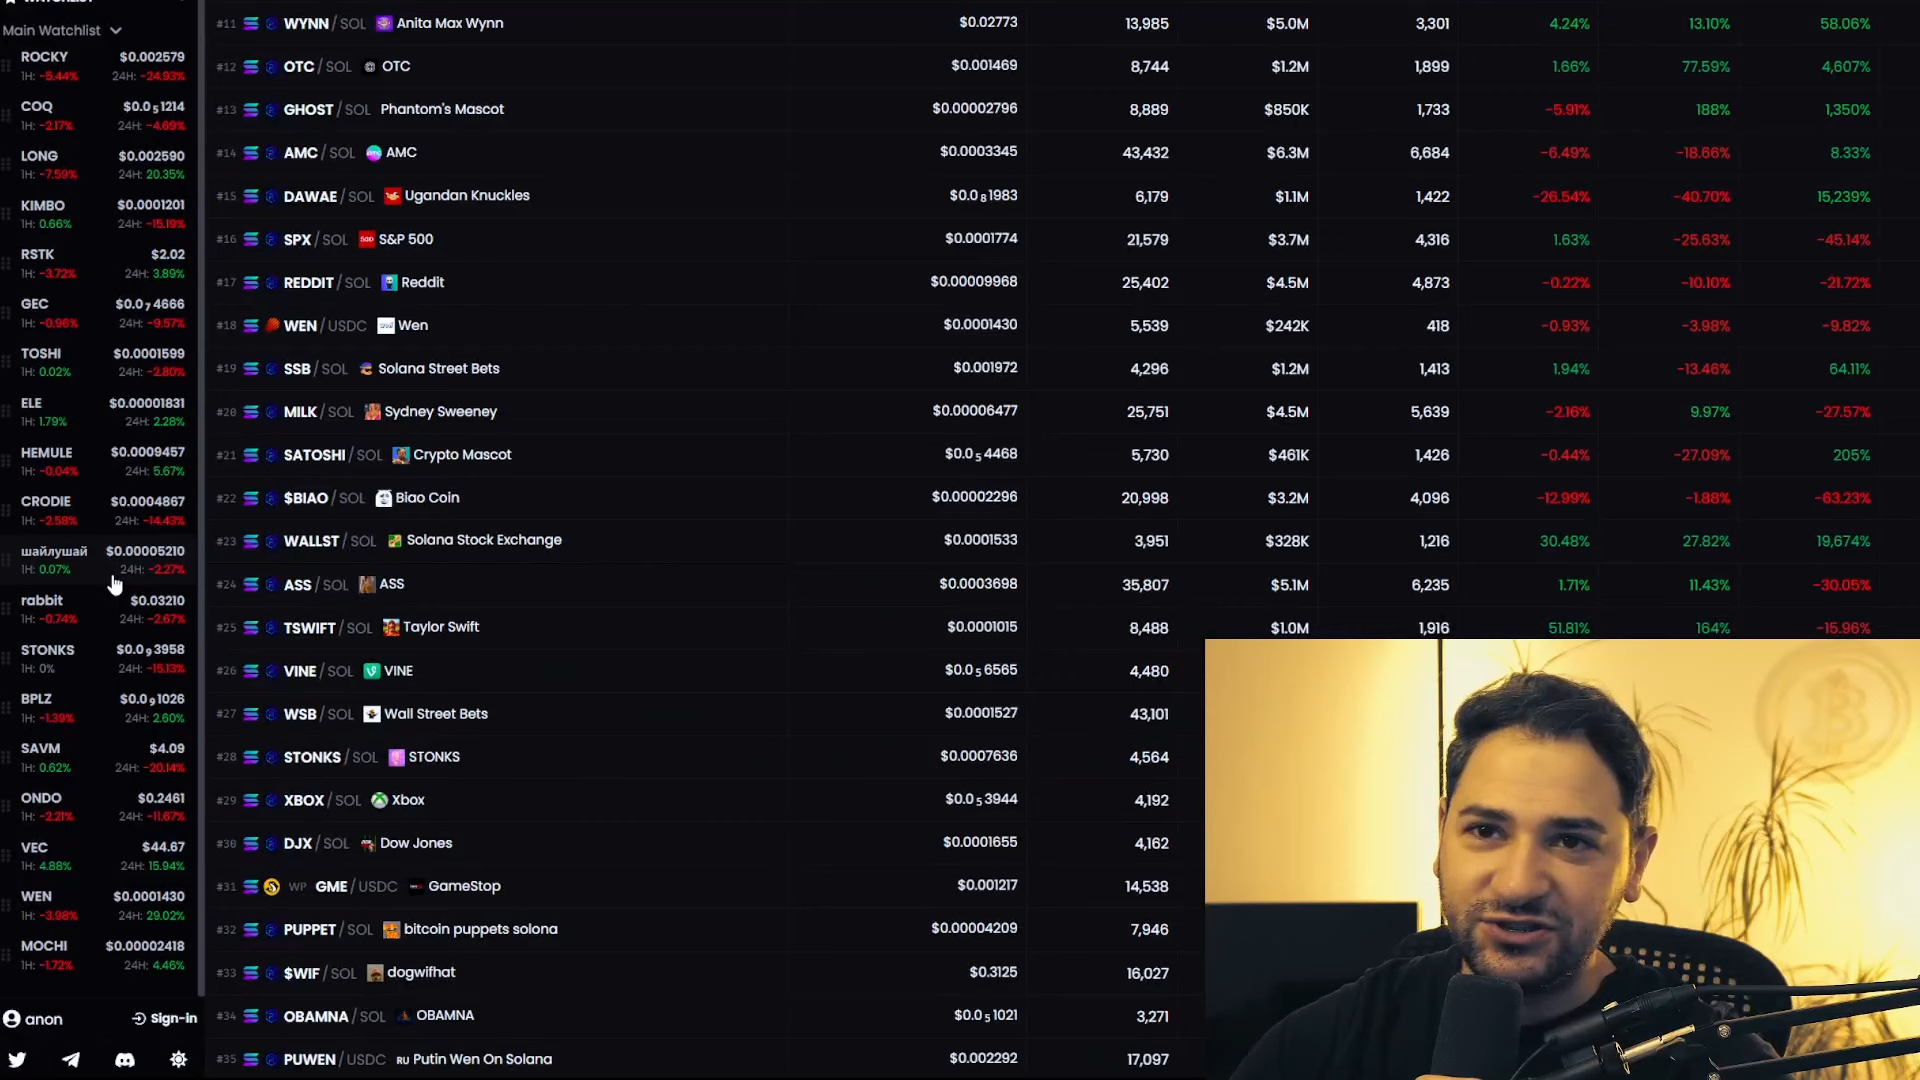 Main Watchlist
ROCKY $0.002579
1H: -5.44% 24H: -24.93%
COQ $0.0₅1214
1H: -2.17% 24H: -4.69%
LONG $0.002590
1H: -7.59% 24H: 20.35%
KIMBO $0.0001201
1H: 0.66% 24H: -15.19%
RSTK $2.02
1H: -3.72% 24H: 3.89%
GEC $0.0₇4666
1H: -0.96% 24H: -9.57%
TOSHI $0.0001599
1H: 0.02% 24H: -2.80%
ELE $0.00001831
1H: 1.79% 24H: 2.28%
HEMULE $0.0009457
1H: -0.04% 24H: 5.67%
CRODIE $0.0004867
1H: -2.58% 24H: -14.43%
шайлушай $0.00005210
1H: 0.07% 24H: -2.27%
rabbit $0.03210
1H: -0.74% 24H: -2.67%
STONKS $0.0₉3958
1H: 0% 24H: -15.13%
BPLZ $0.0₉1026
1H: -1.39% 24H: 2.60%
SAVM $4.09
1H: 0.62% 24H: -20.14%
ONDO $0.2461
1H: -2.21% 24H: -11.67%
VEC $44.67
1H: 4.88% 24H: 15.94%
WEN $0.0001430
1H: -3.98% 24H: 29.02%
MOCHI $0.00002418
1H: -1.72% 24H: 4.46%
anon Sign-in
#11 WYNN / SOL Anita Max Wynn $0.02773 13,985 $5.0M 3,301 4.24% 13.10% 58.06%
#12 OTC / SOL OTC $0.001469 8,744 $1.2M 1,899 1.66% 77.59% 4,607%
#13 GHOST / SOL Phantom's Mascot $0.00002796 8,889 $850K 1,733 -5.91% 188% 1,350%
#14 AMC / SOL AMC $0.0003345 43,432 $6.3M 6,684 -6.49% -18.66% 8.33%
#15 DAWAE / SOL Ugandan Knuckles $0.0₈1983 6,179 $1.1M 1,422 -26.54% -40.70% 15,239%
#16 SPX / SOL S&P 500 $0.0001774 21,579 $3.7M 4,316 1.63% -25.63% -45.14%
#17 REDDIT / SOL Reddit $0.00009968 25,402 $4.5M 4,873 -0.22% -10.10% -21.72%
#18 WEN / USDC Wen $0.0001430 5,539 $242K 418 -0.93% -3.98% -9.82%
#19 SSB / SOL Solana Street Bets $0.001972 4,296 $1.2M 1,413 1.94% -13.46% 64.11%
#20 MILK / SOL Sydney Sweeney $0.00006477 25,751 $4.5M 5,639 -2.16% 9.97% -27.57%
#21 SATOSHI / SOL Crypto Mascot $0.0₅4468 5,730 $461K 1,426 -0.44% -27.09% 205%
#22 $BIAO / SOL Biao Coin $0.00002296 20,998 $3.2M 4,096 -12.99% -1.88% -63.23%
#23 WALLST / SOL Solana Stock Exchange $0.0001533 3,951 $328K 1,216 30.48% 27.82% 19,674%
#24 ASS / SOL ASS $0.0003698 35,807 $5.1M 6,235 1.71% 11.43% -30.05%
#25 TSWIFT / SOL Taylor Swift $0.0001015 8,488 $1.0M 1,916 51.81% 164% -15.96%
#26 VINE / SOL VINE $0.0₅6565 4,480
#27 WSB / SOL Wall Street Bets $0.0001527 43,101
#28 STONKS / SOL STONKS $0.0007636 4,564
#29 XBOX / SOL Xbox $0.0₅3944 4,192
#30 DJX / SOL Dow Jones $0.0001655 4,162
#31 WP GME / USDC GameStop $0.001217 14,538
#32 PUPPET / SOL bitcoin puppets solona $0.00004209 7,946
#33 $WIF / SOL dogwifhat $0.3125 16,027
#34 OBAMNA / SOL OBAMNA $0.0₅1021 3,271
#35 PUWEN / USDC RU Putin Wen On Solana $0.002292 17,097